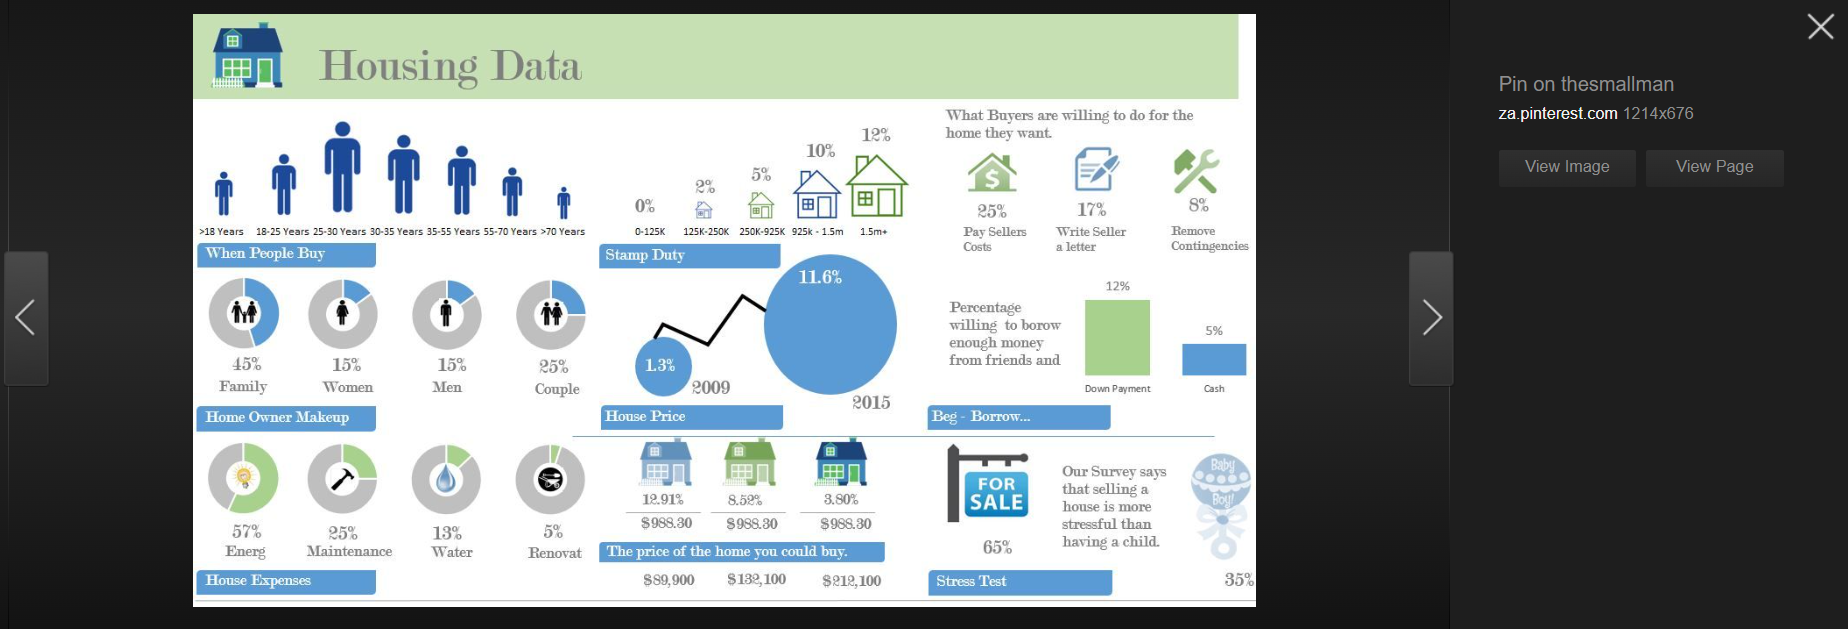 Housing Data
>18 Years 18-25 Years 25-30 Years 30-35 Years 35-55 Years 55-70 Years >70 Years
When People Buy
45%
Family
15%
Women
15%
Men
25%
Couple
Home Owner Makeup
57%
Energ
25%
Maintenance
13%
Water
5%
Renovat
House Expenses
0%
2%
5%
10%
12%
0-125K 125K-250K 250K-925K 925k - 1.5m 1.5m+
Stamp Duty
1.3%
2009
11.6%
2015
House Price
12.91% 8.52% 3.80%
$988.30 $988.30 $988.30
The price of the home you could buy.
$89,900 $132,100 $212,100
What Buyers are willing to do for the
home they want.
25%
Pay Sellers
Costs
17%
Write Seller
a letter
8%
Remove
Contingencies
Percentage
willing to borow
enough money
from friends and
12%
Down Payment
5%
Cash
Beg - Borrow...
FOR
SALE
65%
Our Survey says
that selling a
house is more
stressful than
having a child.
Baby
Boy!
35%
Stress Test
Pin on thesmallman
za.pinterest.com 1214x676
View Image
View Page